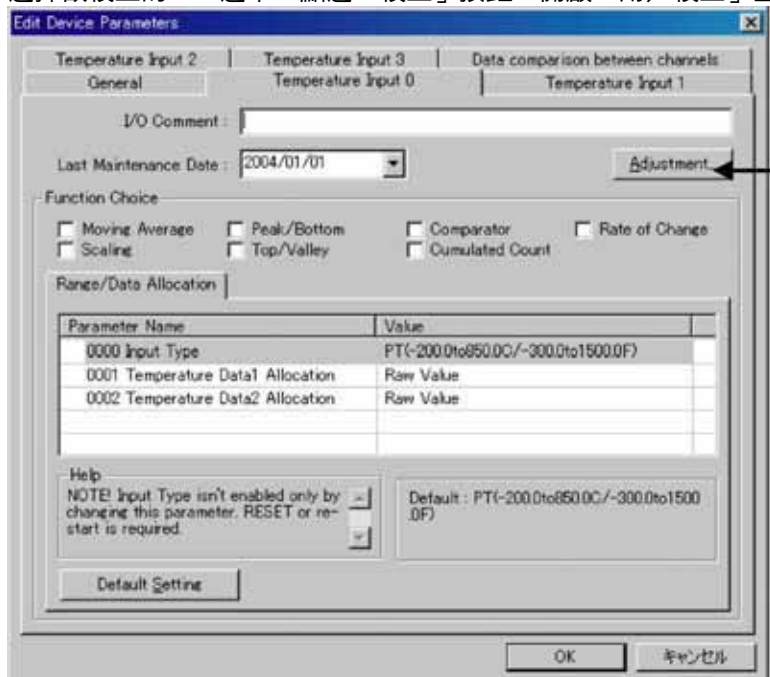 Edit Device Parameters
Temperature Input 2
Temperature Input 3
Data comparison between channels
General
Temperature Input 0
Temperature Input 1
I/O Comment :
Last Maintenance Date : 2004/01/01
Adjustment
Function Choice
Moving Average
Peak/Bottom
Comparator
Rate of Change
Scaling
Top/Valley
Cumulated Count
Range/Data Allocation
Parameter Name Value
0000 Input Type PT(-200.0to850.0C/-300.0to1500.0F)
0001 Temperature Data1 Allocation Raw Value
0002 Temperature Data2 Allocation Raw Value
Help
NOTE! Input Type isn't enabled only by
changing this parameter. RESET or re-
start is required.
Default : PT(-200.0to850.0C/-300.0to1500
.0F)
Default Setting
OK
キャンセル